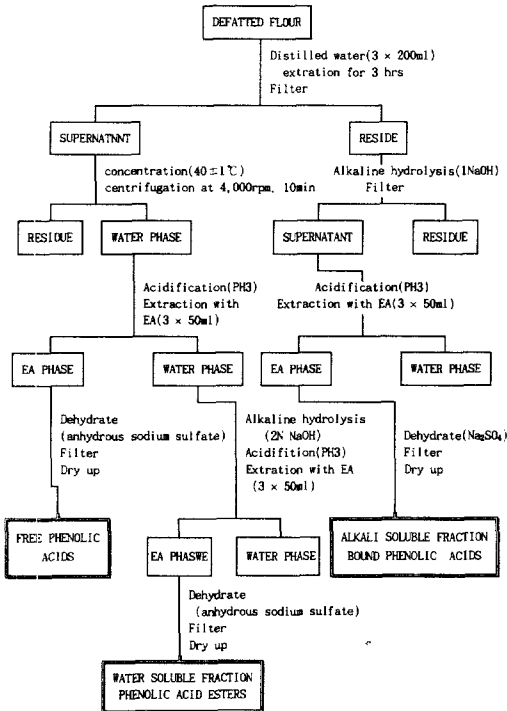 DEFATTED FLOUR
Distilled water(3 × 200ml)
extration for 3 hrs
Filter
SUPERNATNNT
RESIDE
concentration(40±1℃)
centrifugation at 4,000rpm, 10min
Alkaline hydrolysis(1NaOH)
Filter
RESIDUE
WATER PHASE
SUPERNATANT
RESIDUE
Acidification(PH3)
Extraction with
EA(3 × 50ml)
Acidification(PH3)
Extraction with EA(3 × 50ml)
EA PHASE
WATER PHASE
EA PHASE
WATER PHASE
Dehydrate
(anhydrous sodium sulfate)
Filter
Dry up
Alkaline hydrolysis
(2N NaOH)
Acidifition(PH3)
Extration with EA
(3 × 50ml)
Dehydrate(Na₂SO₄)
Filter
Dry up
FREE PHENOLIC
ACIDS
EA PHASWE
WATER PHASE
ALKALI SOLUBLE FRACTION
BOUND PHENOLIC ACIDS
Dehydrate
(anhydrous sodium sulfate)
Filter
Dry up
WATER SOLUBLE FRACTION
PHENOLIC ACID ESTERS